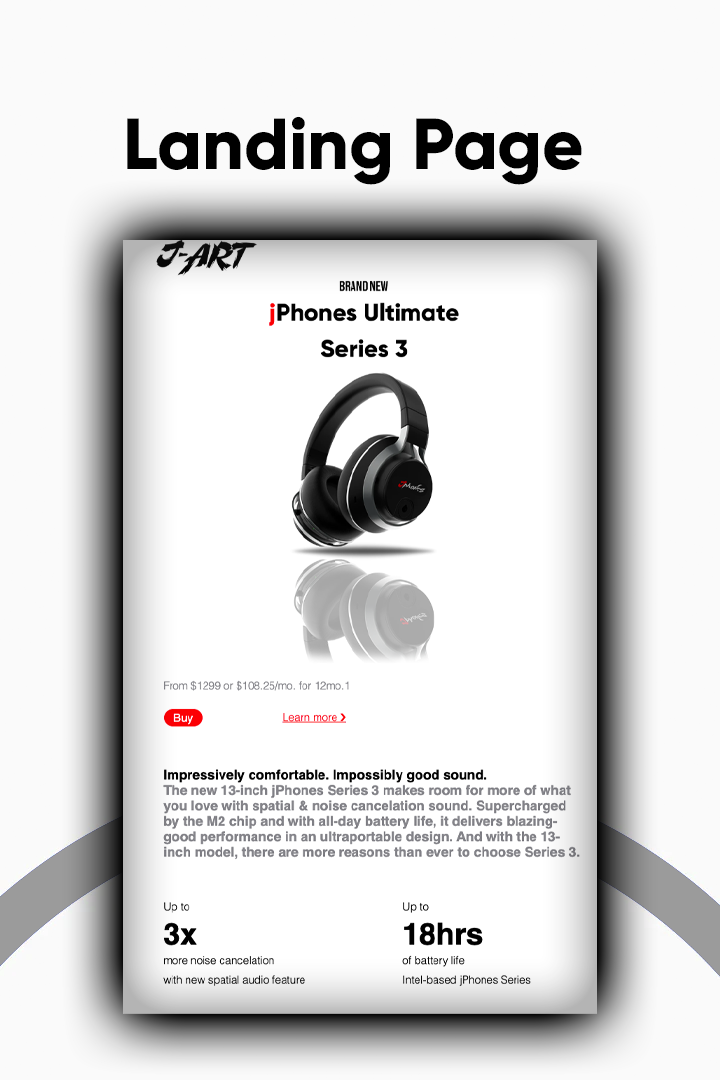 Landing Page
J-ART
BRAND NEW
jPhones Ultimate
Series 3
From $1299 or $108.25/mo. for 12mo.1
Buy
Learn more ❯
Impressively comfortable. Impossibly good sound.
The new 13-inch jPhones Series 3 makes room for more of what
you love with spatial & noise cancelation sound. Supercharged
by the M2 chip and with all-day battery life, it delivers blazing-
good performance in an ultraportable design. And with the 13-
inch model, there are more reasons than ever to choose Series 3.
Up to
3x
more noise cancelation
with new spatial audio feature
Up to
18hrs
of battery life
Intel-based jPhones Series